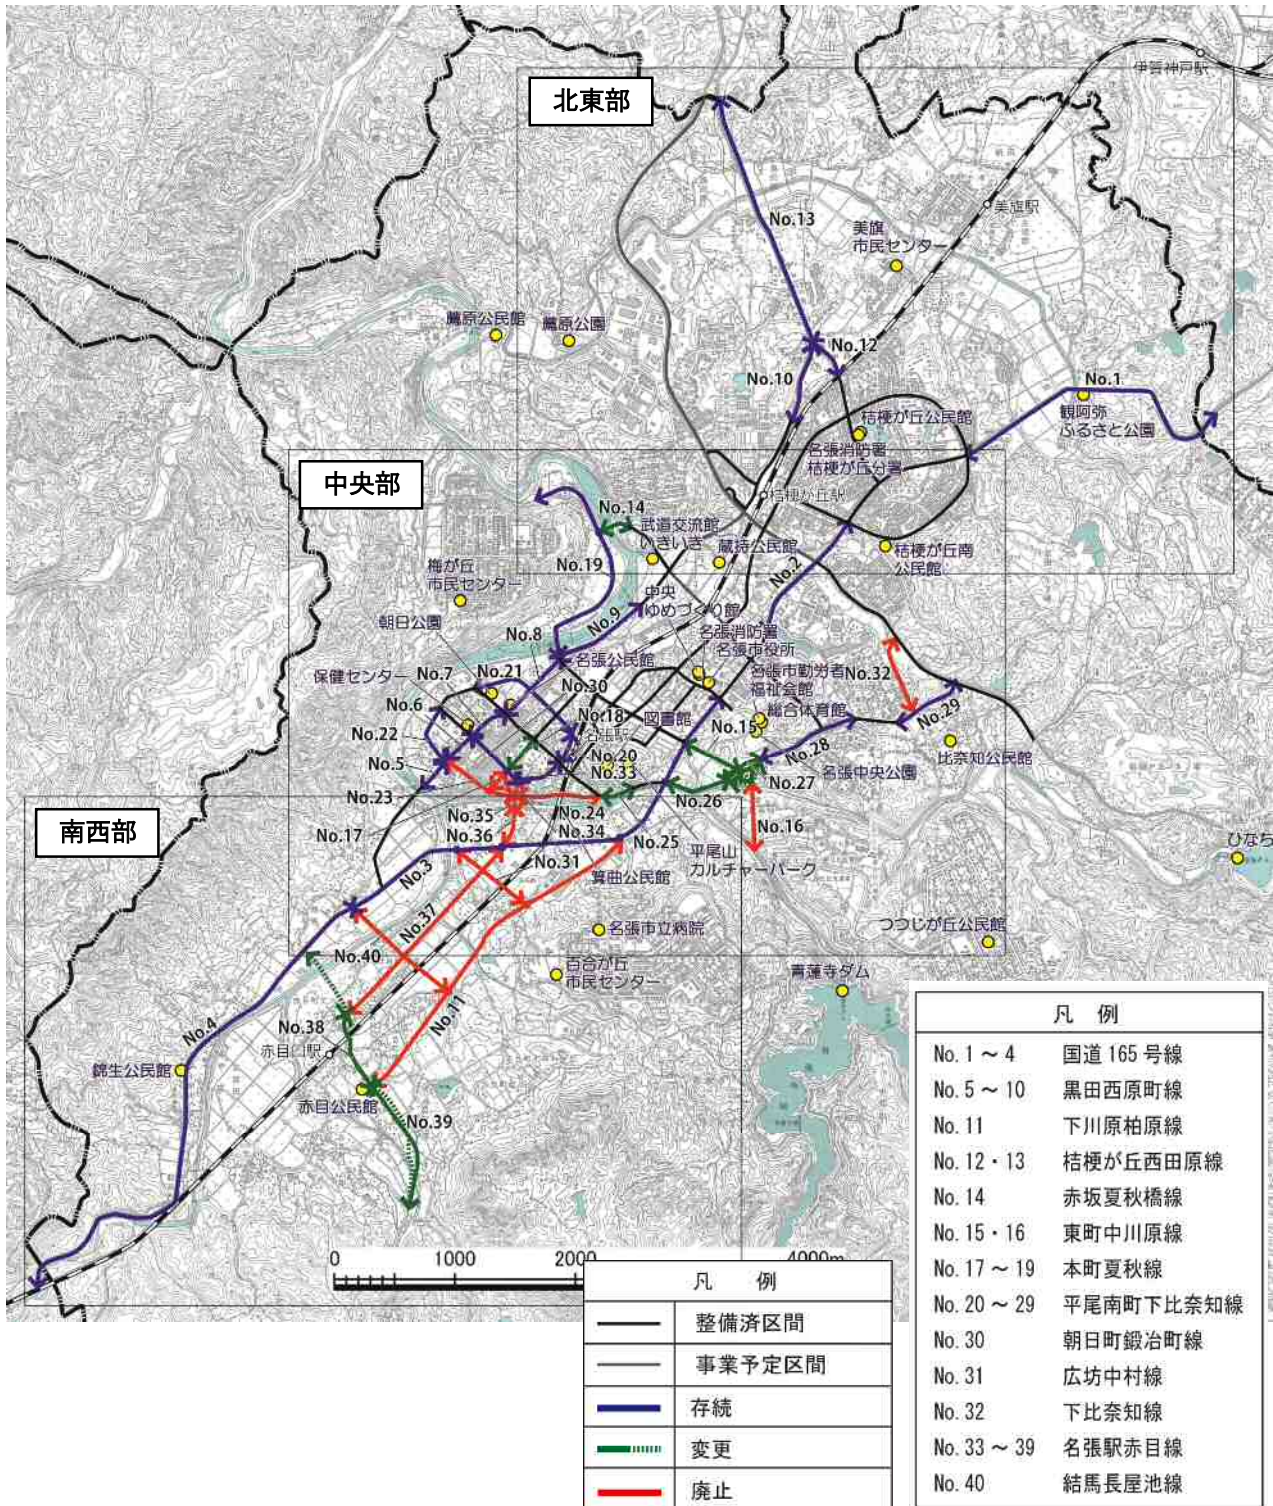 北東部
伊賀神戸駅
美旗駅
No.13
美旗
市民センター
薦原公民館
薦原公園
No.12
No.10
No.1
観阿弥
ふるさと公園
桔梗が丘公民館
名張消防署
桔梗が丘分署
中央部
桔梗が丘駅
No.14
武道交流館
いきいき
蔵持公民館
桔梗が丘南
公民館
No.2
No.19
梅が丘
市民センター
中央
ゆめづくり館
No.9
朝日公園
No.8
名張消防署
名張市役所
名張公民館
保健センター
No.7
No.21
No.30
名張市勤労者
福祉会館
No.32
No.6
No.18
図書館
総合体育館
No.15
名張駅
No.29
No.22
No.20
No.28
比奈知公民館
No.5
No.33
名張中央公園
No.27
No.23
No.26
No.24
No.17
No.35
No.16
南西部
No.36
No.34
No.25
No.31
平尾山
カルチャーパーク
ひなち
No.3
箕曲公民館
No.37
名張市立病院
つつじが丘公民館
No.40
百合が丘
市民センター
青蓮寺ダム
No.11
No.38
No.4
赤目口駅
錦生公民館
赤目公民館
No.39
0
1000
2000
4000m
凡 例
整備済区間
事業予定区間
存続
変更
廃止
凡 例
No. 1 ～ 4 国道 165 号線
No. 5 ～ 10 黒田西原町線
No. 11 下川原柏原線
No. 12・13 桔梗が丘西田原線
No. 14 赤坂夏秋橋線
No. 15・16 東町中川原線
No. 17 ～ 19 本町夏秋線
No. 20 ～ 29 平尾南町下比奈知線
No. 30 朝日町鍛冶町線
No. 31 広坊中村線
No. 32 下比奈知線
No. 33 ～ 39 名張駅赤目線
No. 40 結馬長屋池線